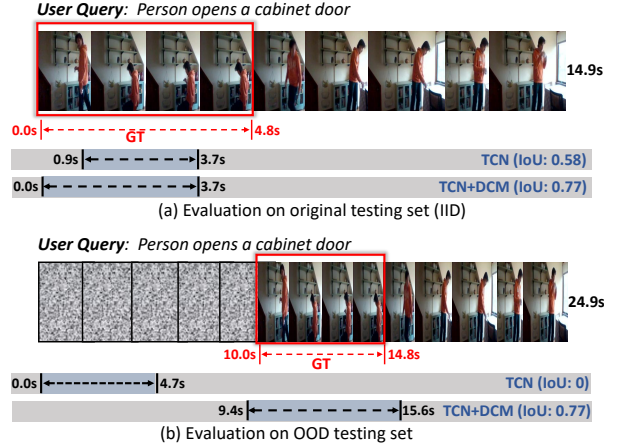 User Query: Person opens a cabinet door
14.9s
0.0s GT 4.8s
0.9s 3.7s TCN (IoU: 0.58)
0.0s 3.7s TCN+DCM (IoU: 0.77)
(a) Evaluation on original testing set (IID)
User Query: Person opens a cabinet door
24.9s
10.0s GT 14.8s
0.0s 4.7s TCN (IoU: 0)
9.4s 15.6s TCN+DCM (IoU: 0.77)
(b) Evaluation on OOD testing set